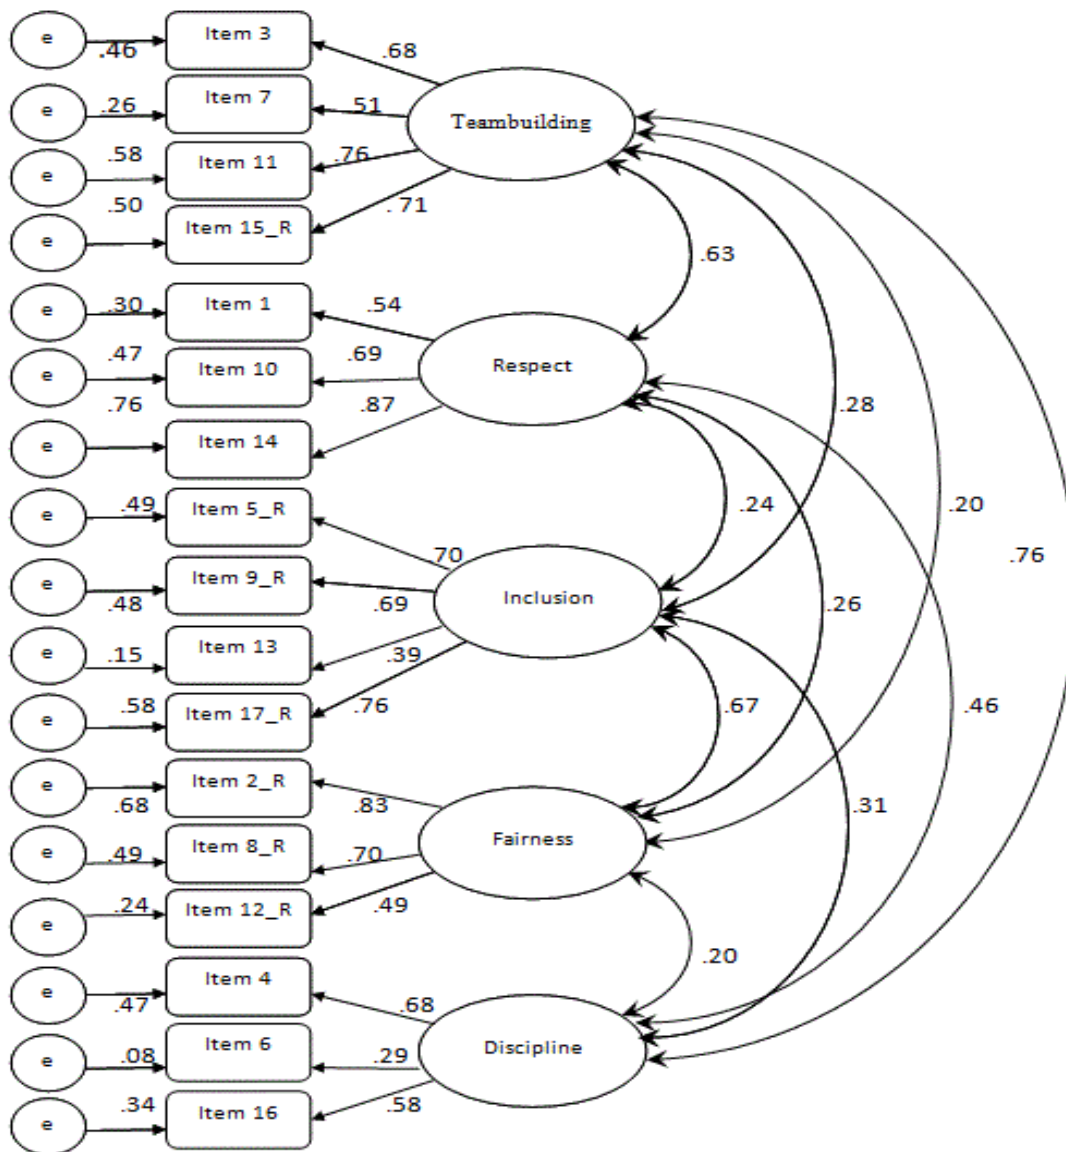 e .46 Item 3 .68
e .26 Item 7 .51
Teambuilding
e .58 Item 11 .76
e .50 Item 15_R .71
.63
e .30 Item 1 .54
e .47 Item 10 .69
Respect
.76 .87
e Item 14
.28
e .49 Item 5_R .70
.24
.20
.76
e .48 Item 9_R .69
Inclusion
.26
e .15 Item 13 .39
e .58 Item 17_R .76
.67
.46
e .68 Item 2_R .83
.31
e .49 Item 8_R .70
Fairness
e .24 Item 12_R .49
.20
e .47 Item 4 .68
e .08 Item 6 .29
Discipline
e .34 Item 16 .58